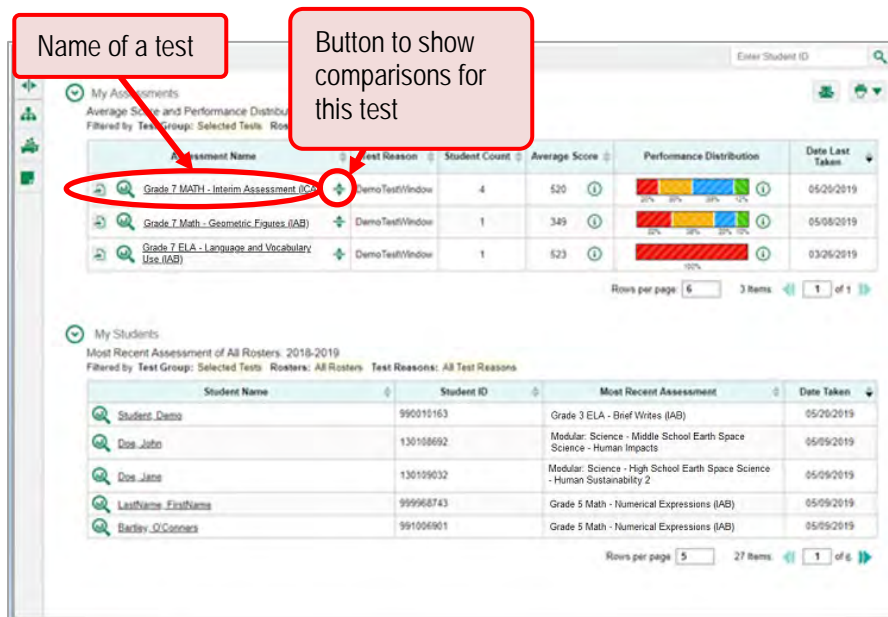 Name of a test
Button to show
comparisons for
this test
Enter Student ID
My Assessments
Average Score and Performance Distribut
Filtered by Test Group: Selected Tests Ros
Assessment Name Test Reason Student Count Average Score Performance Distribution Date Last
Taken
Grade 7 MATH - Interim Assessment (ICA DemoTestWindow 4 520 05/20/2019
Grade 7 Math - Geometric Figures (IAB) DemoTestWindow 1 349 05/08/2019
Grade 7 ELA - Language and Vocabulary
Use (IAB) DemoTestWindow 1 523 03/26/2019
100%
Rows per page 6 3 Items 1 of 1
My Students
Most Recent Assessment of All Rosters: 2018-2019
Filtered by Test Group: Selected Tests Rosters: All Rosters Test Reasons: All Test Reasons
Student Name Student ID Most Recent Assessment Date Taken
Student, Demo 990010163 Grade 3 ELA - Brief Writes (IAB) 05/20/2019
Doe, John 130108692 Modular: Science - Middle School Earth Space
Science - Human Impacts 05/09/2019
Doe, Jane 130109032 Modular: Science - High School Earth Space Science
- Human Sustainability 2 05/09/2019
LastName, FirstName 999968743 Grade 5 Math - Numerical Expressions (IAB) 05/09/2019
Bartley, O'Conners 991006901 Grade 5 Math - Numerical Expressions (IAB) 05/09/2019
Rows per page 5 27 Items 1 of 6